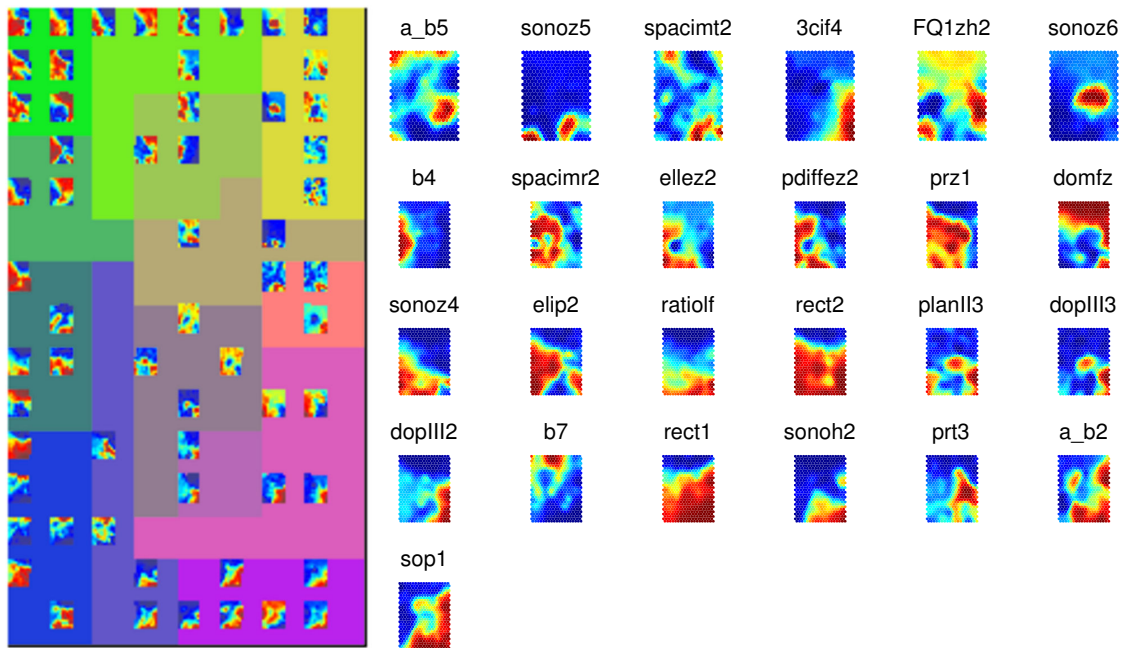 a_b5 sonoz5 spacimt2 3cif4 FQ1zh2 sonoz6
b4 spacimr2 ellez2 pdiffez2 prz1 domfz
sonoz4 elip2 ratiolf rect2 planII3 dopIII3
dopIII2 b7 rect1 sonoh2 prt3 a_b2
sop1